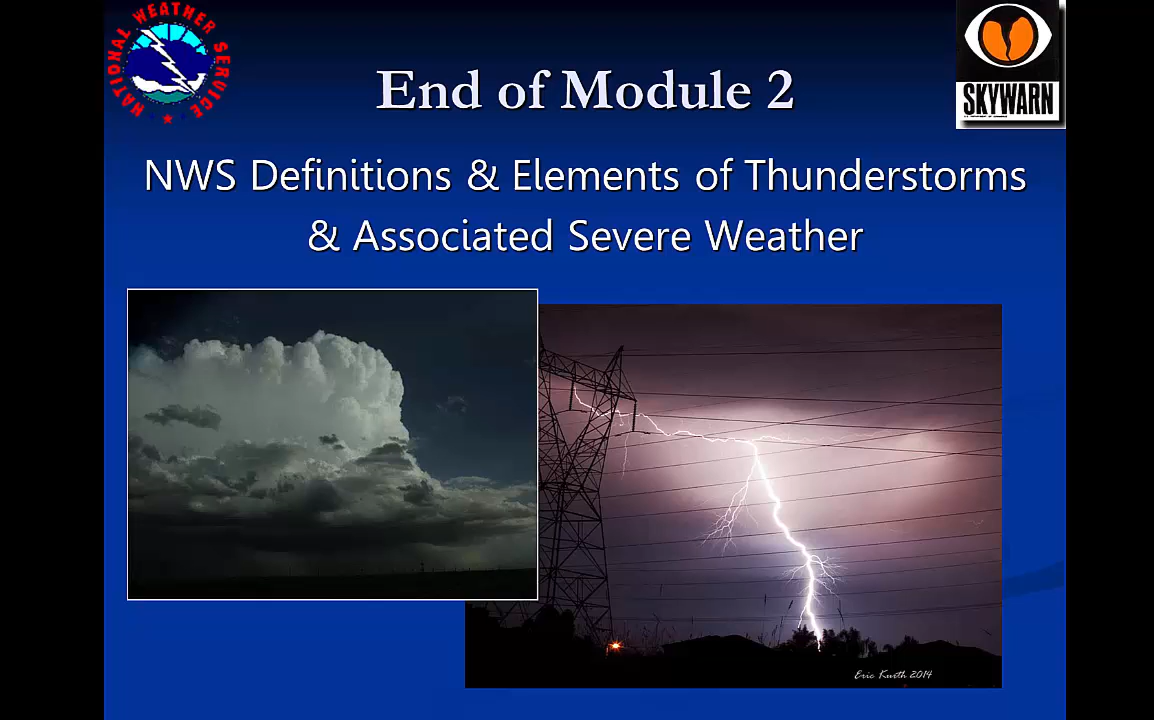 NATIONAL WEATHER SERVICE
SKYWARN
End of Module 2
NWS Definitions & Elements of Thunderstorms
& Associated Severe Weather
Eric Kurth 2014